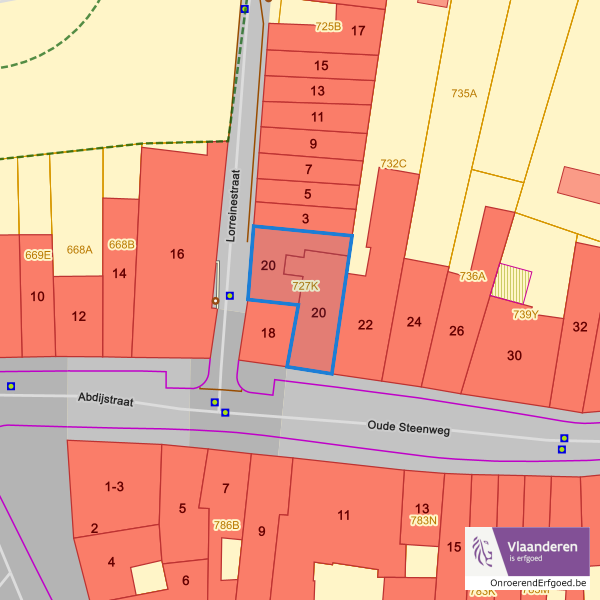 725B
17
15
735A
13
11
9
732C
7
5
Lorreinestraat
3
668B
668A
669E
16
20
14
736A
727K
10
12
20
739Y
18
22
24
26
32
30
Abdijstraat
Oude Steenweg
1-3
7
5
11
13
783N
2
786B
9
15
4
6
Vlaanderen
is erfgoed
OnroerendErfgoed.be